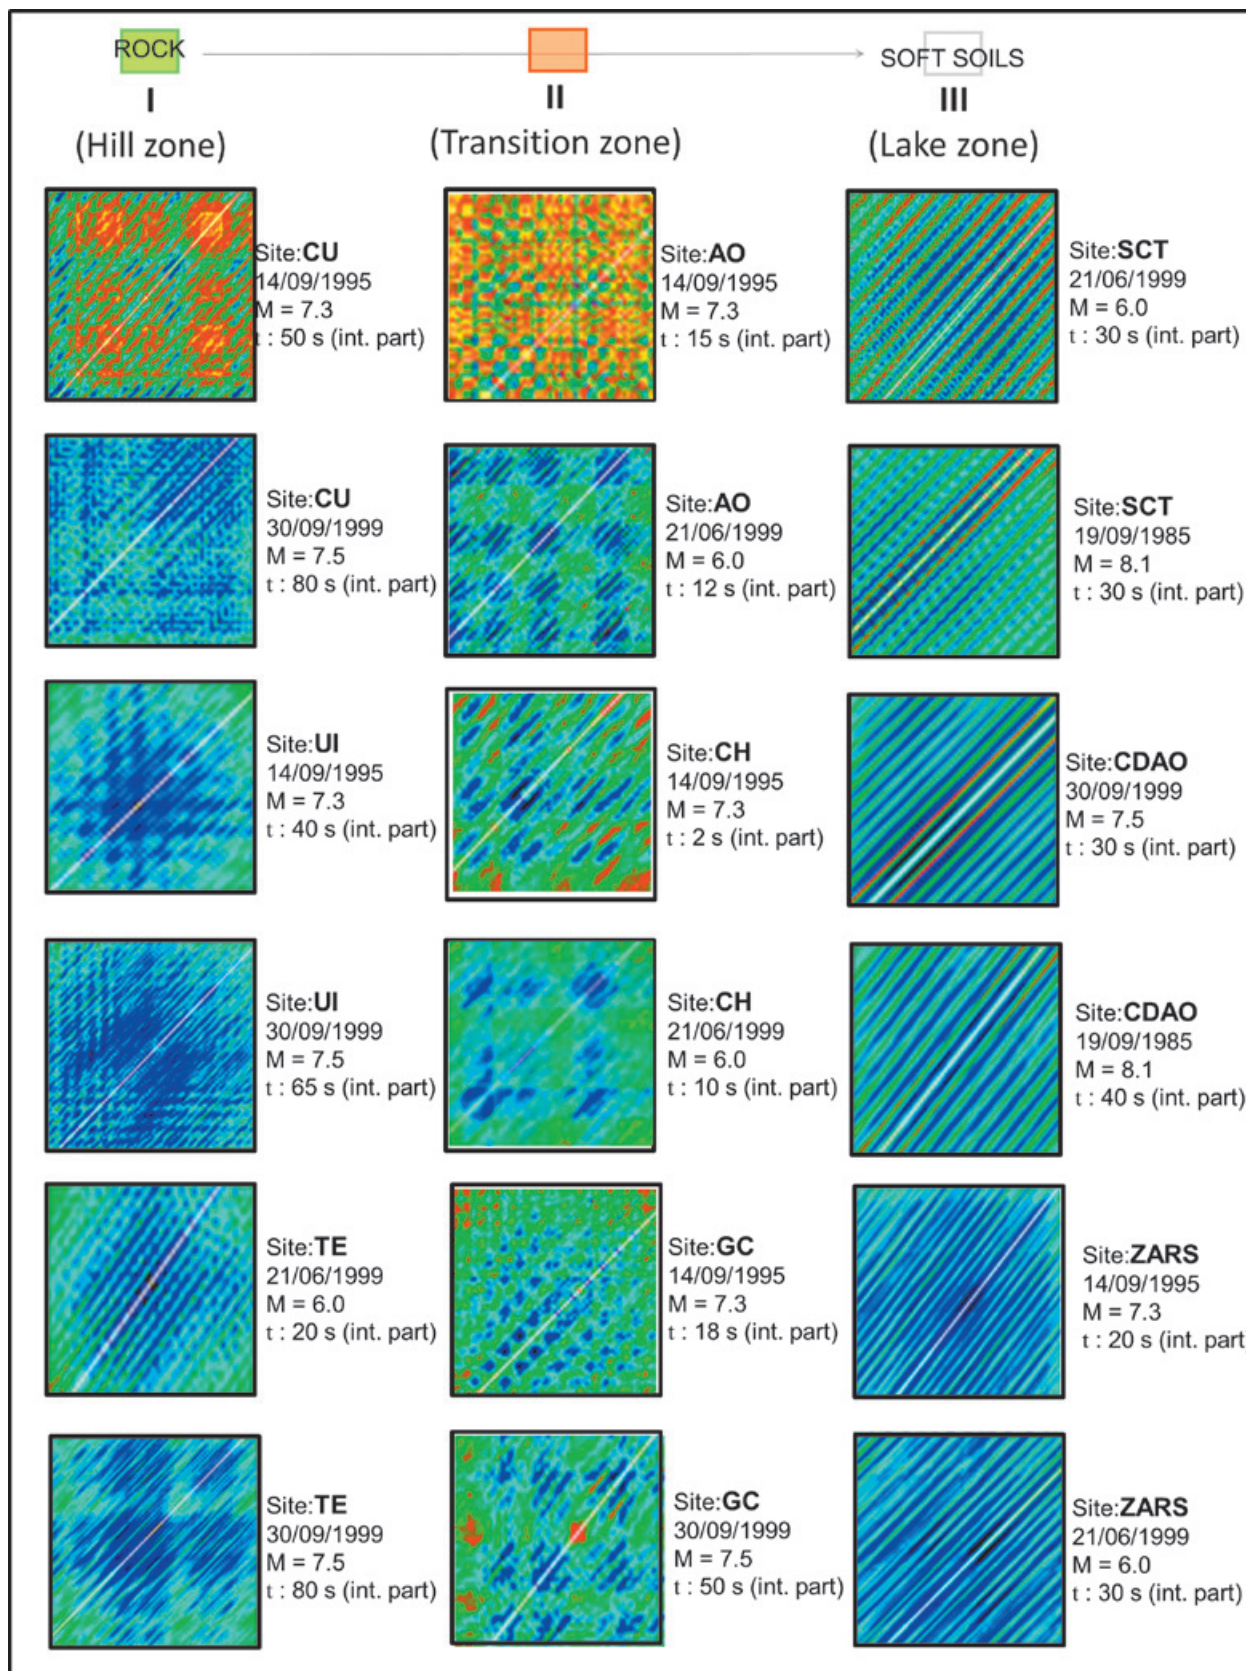 ROCK
SOFT SOILS
I
II
III
(Hill zone)
(Transition zone)
(Lake zone)
Site:CU
14/09/1995
M = 7.3
t : 50 s (int. part)
Site:AO
14/09/1995
M = 7.3
t : 15 s (int. part)
Site:SCT
21/06/1999
M = 6.0
t : 30 s (int. part)
Site:CU
30/09/1999
M = 7.5
t : 80 s (int. part)
Site:AO
21/06/1999
M = 6.0
t : 12 s (int. part)
Site:SCT
19/09/1985
M = 8.1
t : 30 s (int. part)
Site:UI
14/09/1995
M = 7.3
t : 40 s (int. part)
Site:CH
14/09/1995
M = 7.3
t : 2 s (int. part)
Site:CDAO
30/09/1999
M = 7.5
t : 30 s (int. part)
Site:UI
30/09/1999
M = 7.5
t : 65 s (int. part)
Site:CH
21/06/1999
M = 6.0
t : 10 s (int. part)
Site:CDAO
19/09/1985
M = 8.1
t : 40 s (int. part)
Site:TE
21/06/1999
M = 6.0
t : 20 s (int. part)
Site:GC
14/09/1995
M = 7.3
t : 18 s (int. part)
Site:ZARS
14/09/1995
M = 7.3
t : 20 s (int. part
Site:TE
30/09/1999
M = 7.5
t : 80 s (int. part)
Site:GC
30/09/1999
M = 7.5
t : 50 s (int. part)
Site:ZARS
21/06/1999
M = 6.0
t : 30 s (int. part)